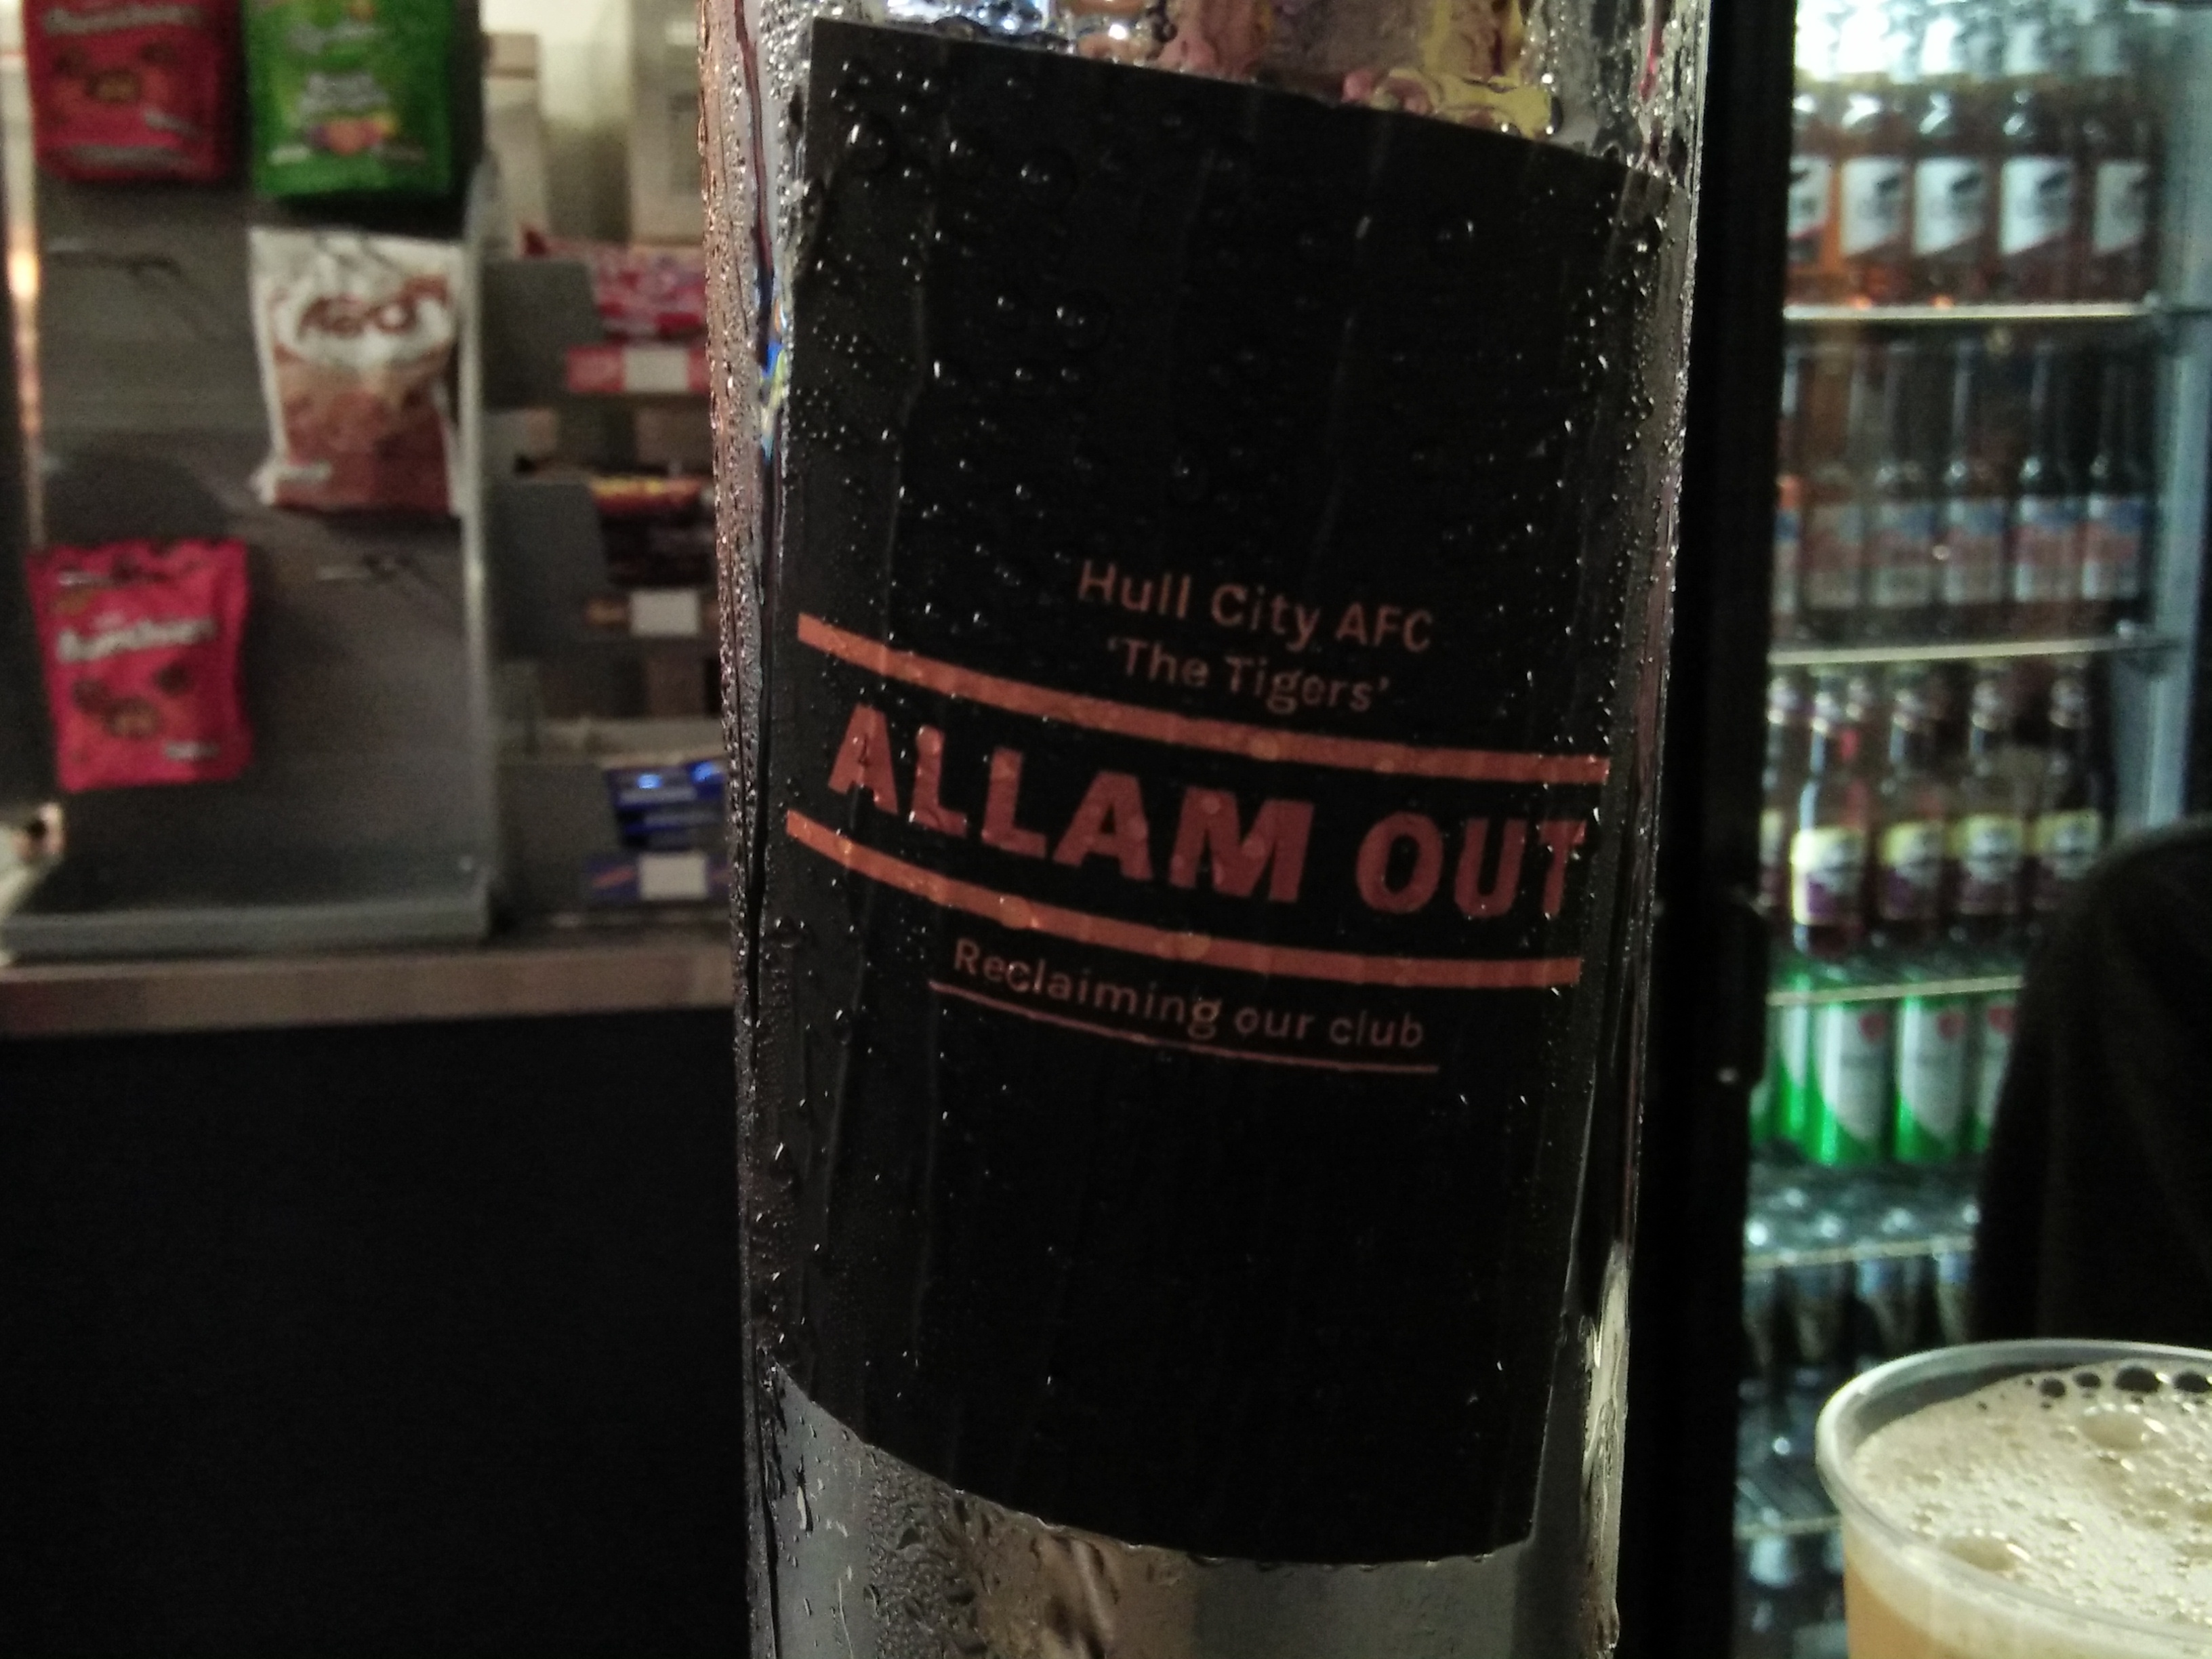 Hull City AFC
'The Tigers'
ALLAM OUT
Reclaiming our club